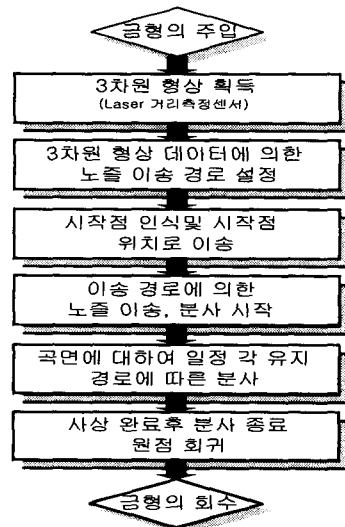 금형의 주입
3차원 형상 획득
(Laser 거리측정센서)
3차원 형상 데이터에 의한
노즐 이송 경로 설정
시작점 인식및 시작점
위치로 이송
이송 경로에 의한
노즐 이송, 분사 시작
곡면에 대하여 일정 각 유지
경로에 따른 분사
사상 완료후 분사 종료
원점 회귀
금형의 회수